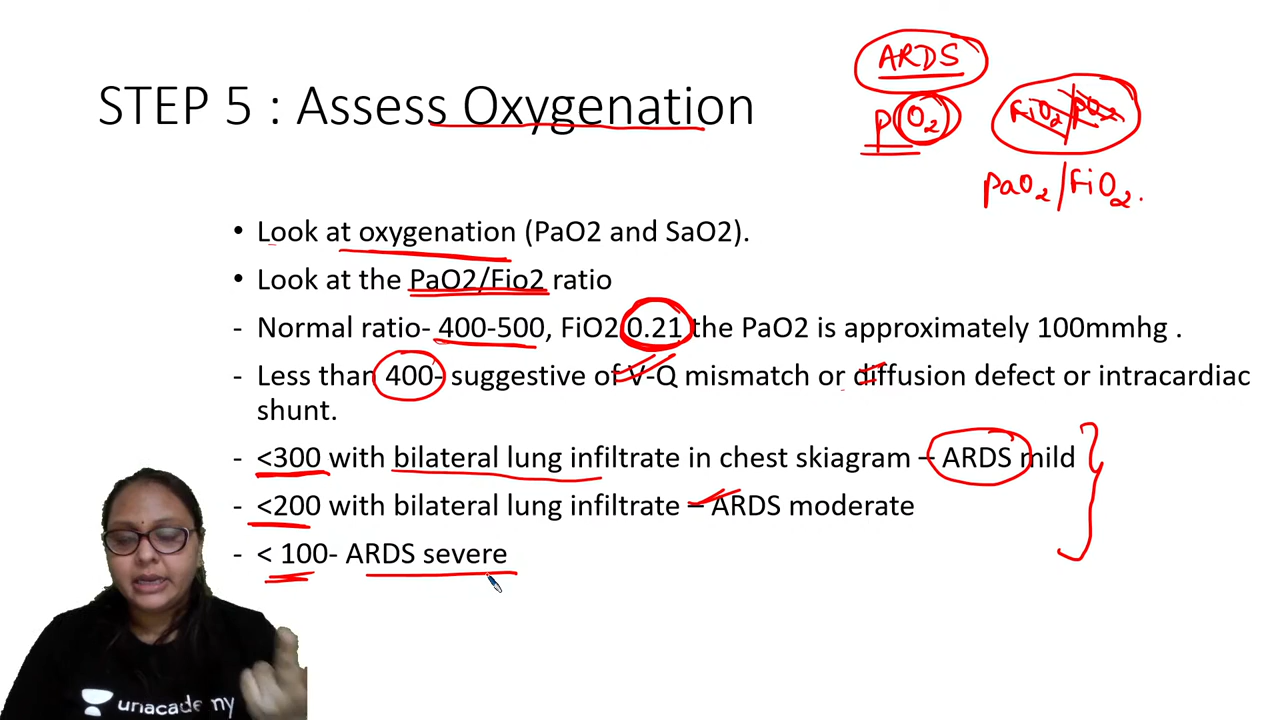 ARDS
STEP 5 : Assess Oxygenation
PO2
FiO2/PO2
PaO2/FiO2.
• Look at oxygenation (PaO2 and SaO2).
• Look at the PaO2/Fio2 ratio
- Normal ratio- 400-500, FiO2 0.21 the PaO2 is approximately 100mmhg .
- Less than 400- suggestive of V-Q mismatch or diffusion defect or intracardiac
shunt.
- <300 with bilateral lung infiltrate in chest skiagram – ARDS mild
- <200 with bilateral lung infiltrate – ARDS moderate
- < 100- ARDS severe
unacademy